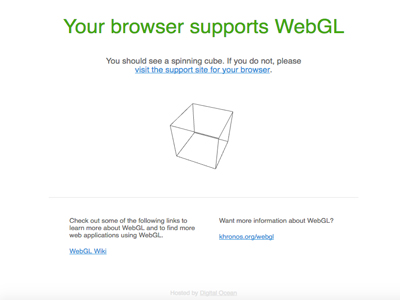 Your browser supports WebGL
You should see a spinning cube. If you do not, please
visit the support site for your browser.
Check out some of the following links to
learn more about WebGL and to find more
web applications using WebGL.
WebGL Wiki
Want more information about WebGL?
khronos.org/webgl
Hosted by Digital Ocean